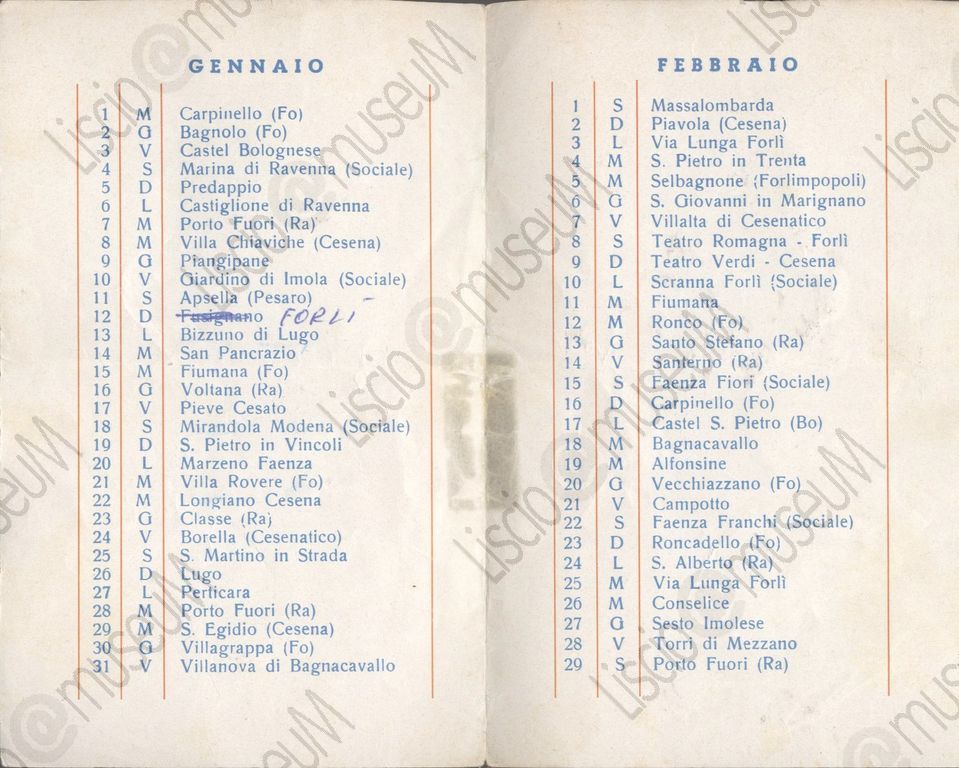 GENNAIO
1 M Carpinello (Fo)
2 G Bagnolo (Fo)
3 V Castel Bolognese
4 S Marina di Ravenna (Sociale)
5 D Predappio
6 L Castiglione di Ravenna
7 M Porto Fuori (Ra)
8 M Villa Chiaviche (Cesena)
9 G Piangipane
10 V Giardino di Imola (Sociale)
11 S Apsella (Pesaro)
12 D Fusignano FORLI
13 L Bizzuno di Lugo
14 M San Pancrazio
15 M Fiumana (Fo)
16 G Voltana (Ra)
17 V Pieve Cesato
18 S Mirandola Modena (Sociale)
19 D S. Pietro in Vincoli
20 L Marzeno Faenza
21 M Villa Rovere (Fo)
22 M Longiano Cesena
23 G Classe (Ra)
24 V Borella (Cesenatico)
25 S S. Martino in Strada
26 D Lugo
27 L Perticara
28 M Porto Fuori (Ra)
29 M S. Egidio (Cesena)
30 G Villagrappa (Fo)
31 V Villanova di Bagnacavallo
FEBBRAIO
1 S Massalombarda
2 D Piavola (Cesena)
3 L Via Lunga Forlì
4 M S. Pietro in Trenta
5 M Selbagnone (Forlimpopoli)
6 G S. Giovanni in Marignano
7 V Villalta di Cesenatico
8 S Teatro Romagna - Forlì
9 D Teatro Verdi - Cesena
10 L Scranna Forlì (Sociale)
11 M Fiumana
12 M Ronco (Fo)
13 G Santo Stefano (Ra)
14 V Santerno (Ra)
15 S Faenza Fiori (Sociale)
16 D Carpinello (Fo)
17 L Castel S. Pietro (Bo)
18 M Bagnacavallo
19 M Alfonsine
20 G Vecchiazzano (Fo)
21 V Campotto
22 S Faenza Franchi (Sociale)
23 D Roncadello (Fo)
24 L S. Alberto (Ra)
25 M Via Lunga Forlì
26 M Conselice
27 G Sesto Imolese
28 V Torri di Mezzano
29 S Porto Fuori (Ra)
Liscio@museuM
Liscio@museuM
Liscio@museuM
Liscio@museuM
Liscio@museuM
Liscio@museuM